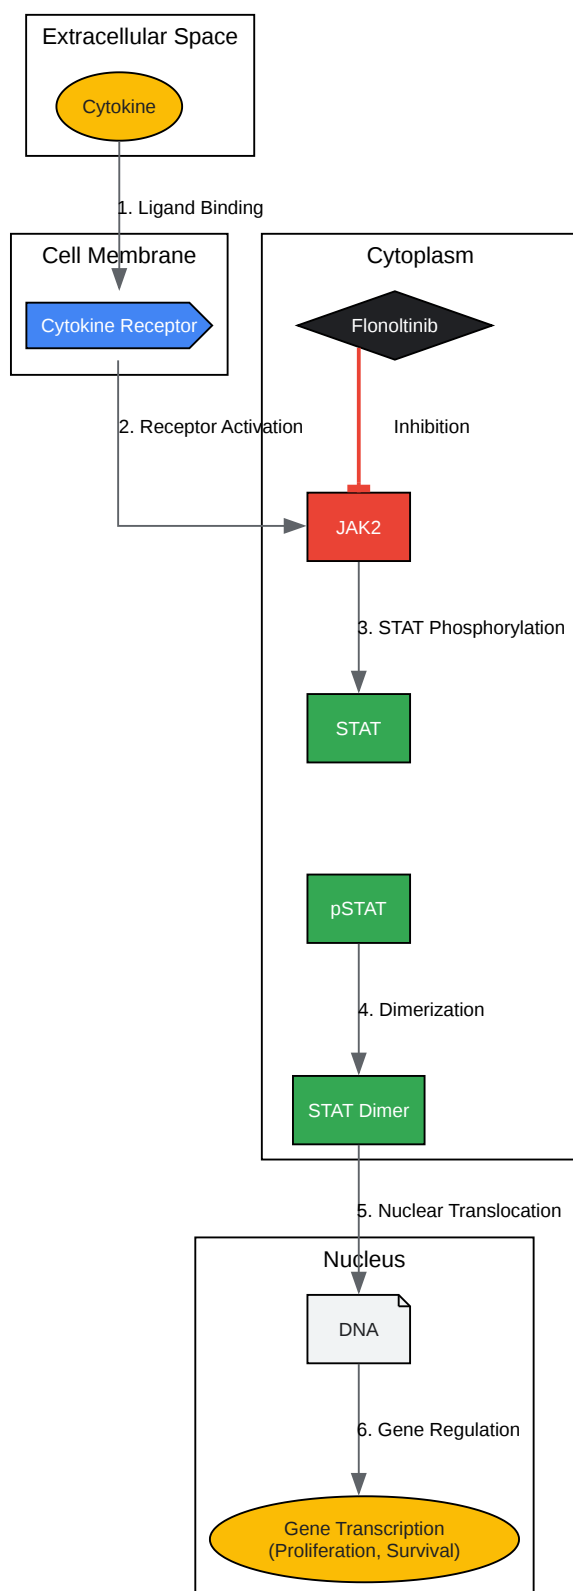 Extracellular Space
Cytokine
1. Ligand Binding
Cell Membrane
Cytokine Receptor
Cytoplasm
Flonoltinib
2. Receptor Activation
Inhibition
JAK2
3. STAT Phosphorylation
STAT
pSTAT
4. Dimerization
STAT Dimer
5. Nuclear Translocation
Nucleus
DNA
6. Gene Regulation
Gene Transcription
(Proliferation, Survival)